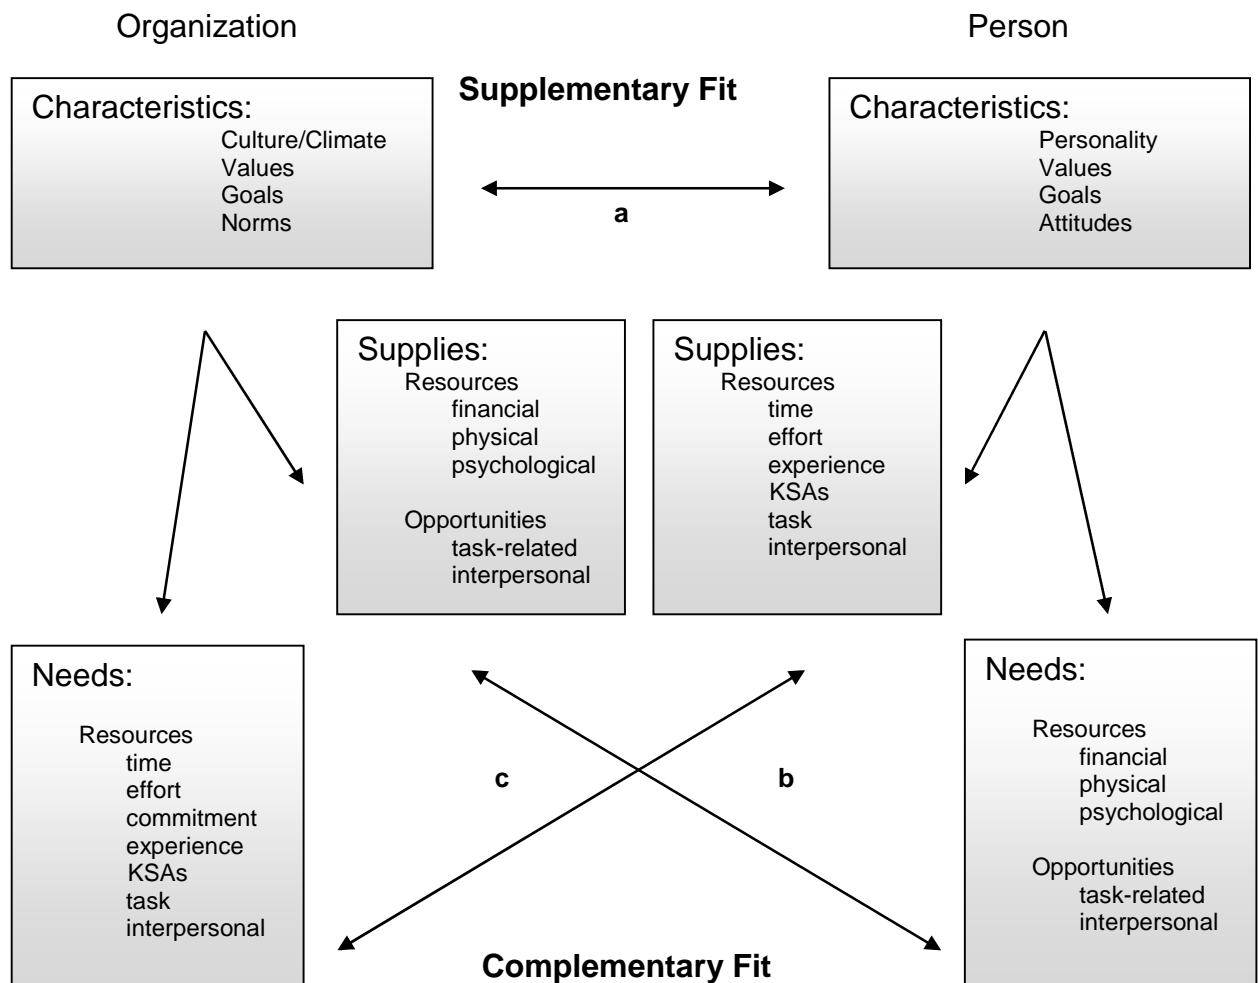 Organization
Person
Supplementary Fit
Characteristics:
Culture/Climate
Values
Goals
Norms
a
Characteristics:
Personality
Values
Goals
Attitudes
Supplies:
Resources
financial
physical
psychological
Opportunities
task-related
interpersonal
Supplies:
Resources
time
effort
experience
KSAs
task
interpersonal
Needs:
Resources
time
effort
commitment
experience
KSAs
task
interpersonal
c
b
Needs:
Resources
financial
physical
psychological
Opportunities
task-related
interpersonal
Complementary Fit